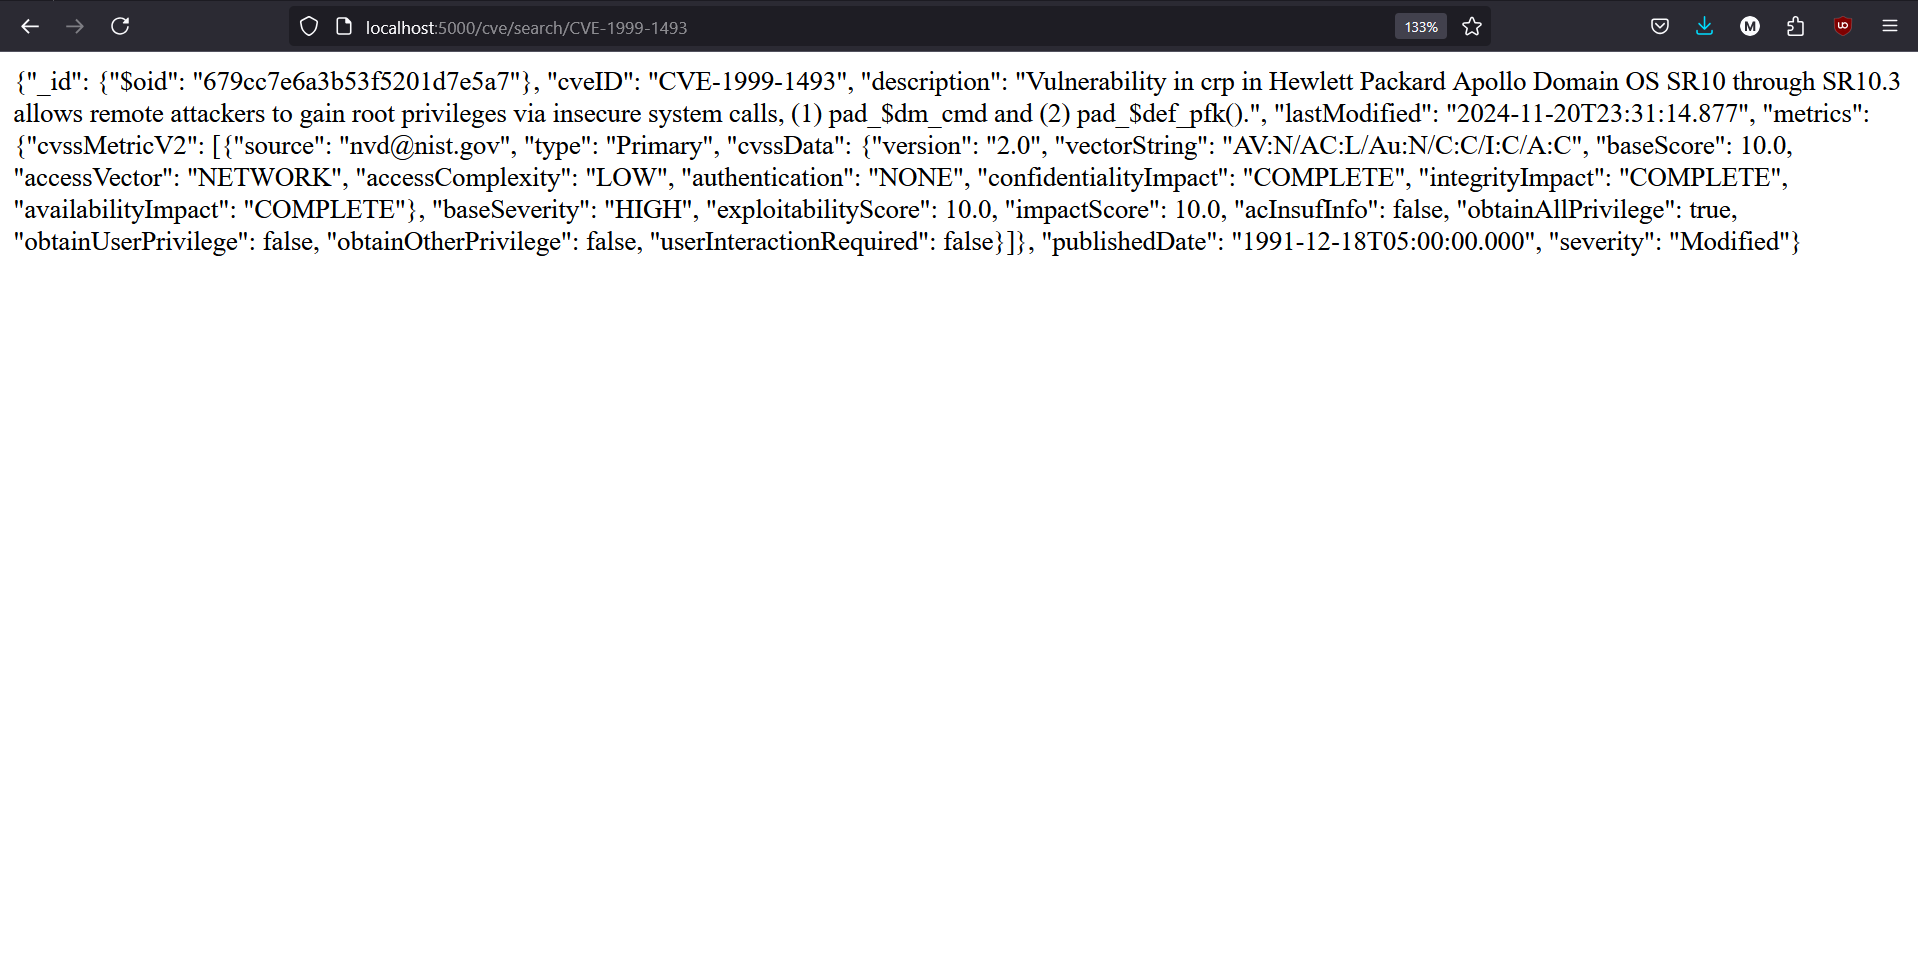 localhost:5000/cve/search/CVE-1999-1493
133%
M
{"_id": {"$oid": "679cc7e6a3b53f5201d7e5a7"}, "cveID": "CVE-1999-1493", "description": "Vulnerability in crp in Hewlett Packard Apollo Domain OS SR10 through SR10.3
allows remote attackers to gain root privileges via insecure system calls, (1) pad_$dm_cmd and (2) pad_$def_pfk().", "lastModified": "2024-11-20T23:31:14.877", "metrics":
{"cvssMetricV2": [{"source": "nvd@nist.gov", "type": "Primary", "cvssData": {"version": "2.0", "vectorString": "AV:N/AC:L/Au:N/C:C/I:C/A:C", "baseScore": 10.0,
"accessVector": "NETWORK", "accessComplexity": "LOW", "authentication": "NONE", "confidentialityImpact": "COMPLETE", "integrityImpact": "COMPLETE",
"availabilityImpact": "COMPLETE"}, "baseSeverity": "HIGH", "exploitabilityScore": 10.0, "impactScore": 10.0, "acInsufInfo": false, "obtainAllPrivilege": true,
"obtainUserPrivilege": false, "obtainOtherPrivilege": false, "userInteractionRequired": false}]}, "publishedDate": "1991-12-18T05:00:00.000", "severity": "Modified"}